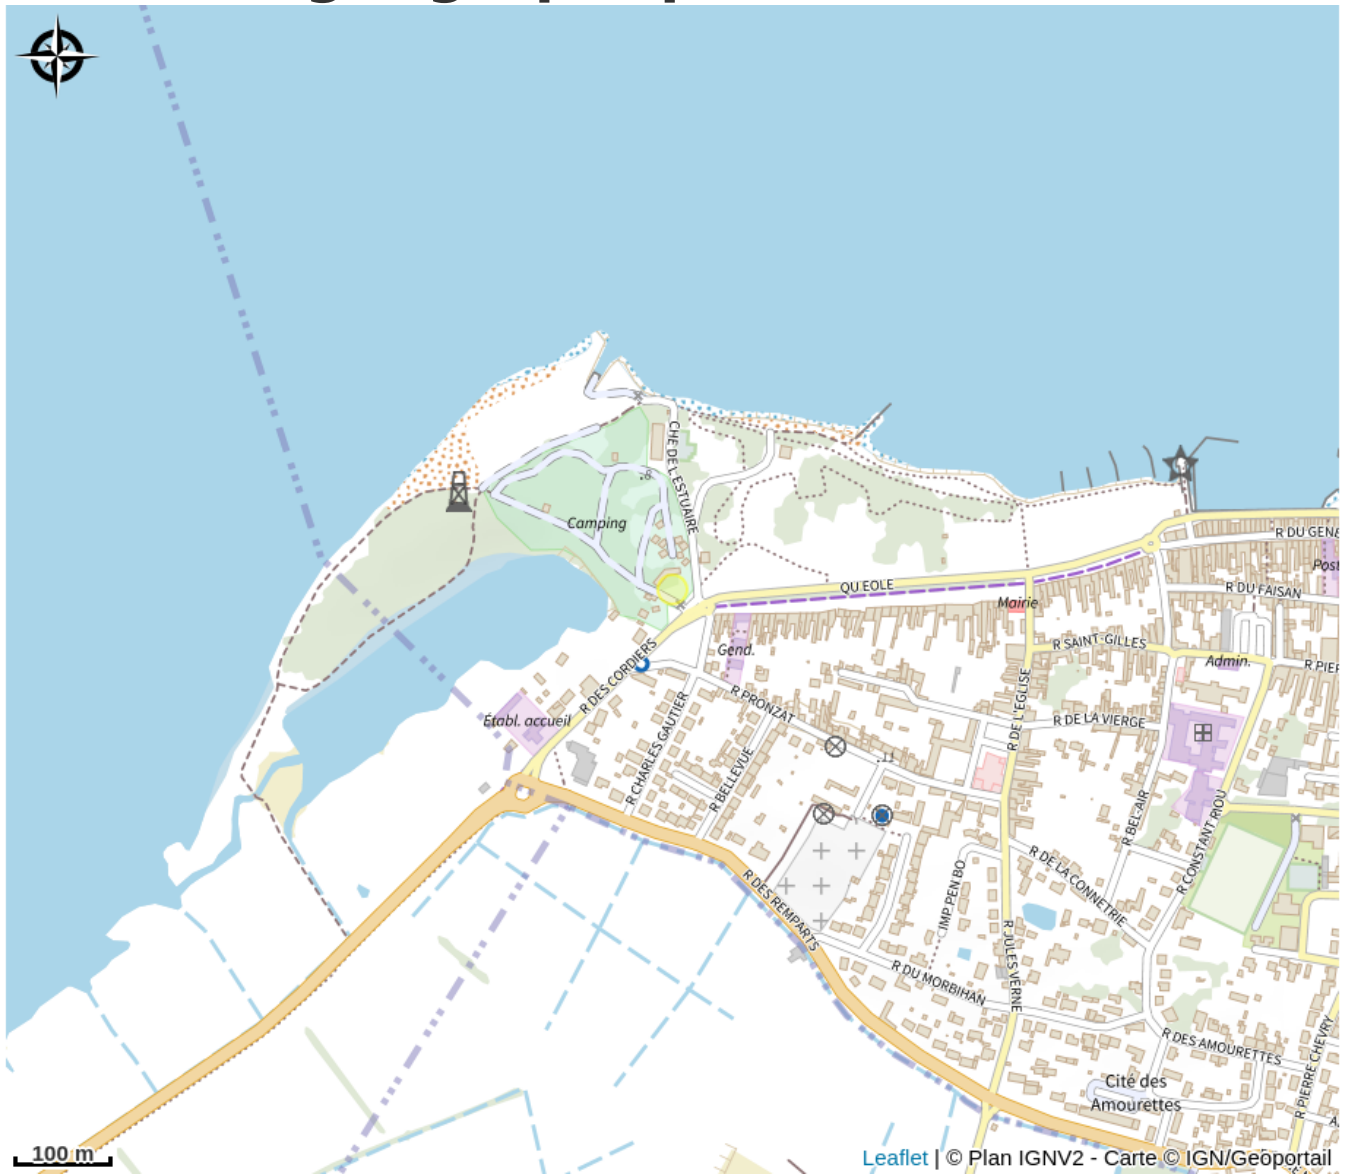 CHE DE L'ESTUAIRE
.8
Camping
R DU GENE
QU EOLE
Post
R DU FAISAN
Mairie
R SAINT-GILLES
Gend.
Admin.
R PIER
R DES CORDIERS
R PRONZAT
R DE L'EGLISE
Établ. accueil
R DE LA VIERGE
R CHARLES GAUTIER
R BELLEVUE
.11
R BEL-AIR
R CONSTANT RIOU
R DES REMPARTS
IMP PEN BO
R DE LA CONNETRIE
R JULES VERNE
R DU MORBIHAN
R DES AMOURETTES
R PIERRE CHEVRY
Cité des
Amourettes
100 m
Leaflet | © Plan IGNV2 - Carte © IGN/Geoportail